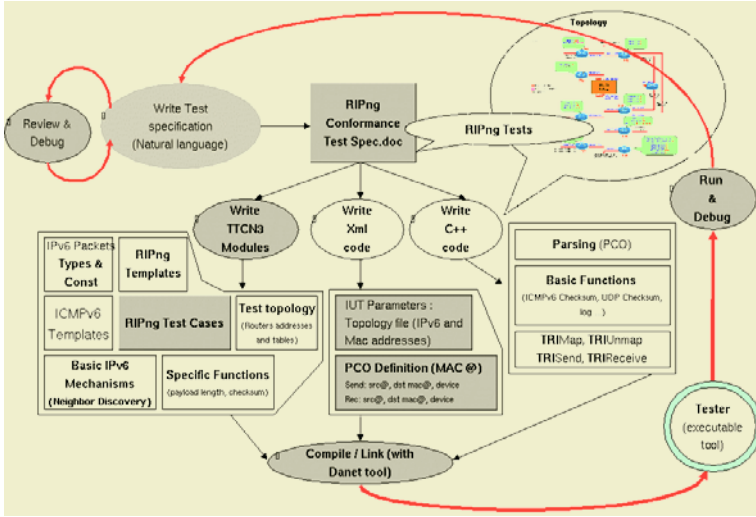 Topology
Review &
Debug
Write Test
specification
(Natural language)
RIPng
Conformance
Test Spec.doc
RIPng Tests
Run
&
Debug
Write
TTCN3
Modules
Write
Xml
code
Write
C++
code
IPv6 Packets
Types &
Const
RIPng
Templates
ICMPv6
Templates
RIPng Test Cases
Test topology
(Routers addresses
and tables)
Basic IPv6
Mechanisms
(Neighbor Discovery)
Specific Functions
(payload length, checksum)
IUT Parameters :
Topology file (IPv6 and
Mac addresses)
PCO Definition (MAC @)
Send: src@, dst mac@, device
Rec: src@, dst mac@, device
Parsing (PCO)
Basic Functions
(ICMPv6 Checksum, UDP Checksum,
log ...)
TRIMap, TRIUnmap
TRISend, TRIReceive
Tester
(executable
tool)
Compile / Link (with
Danet tool)